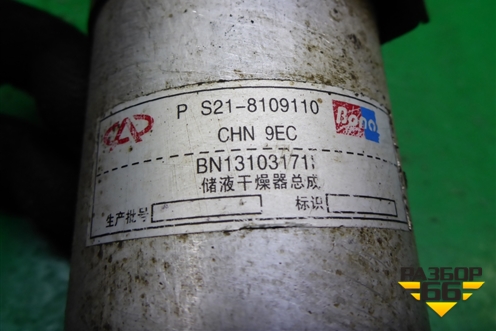 P S21-8109110
Bono
CHN 9EC
BN13103171
储液干燥器总成
生产批号 标识
РАЗБОР
66